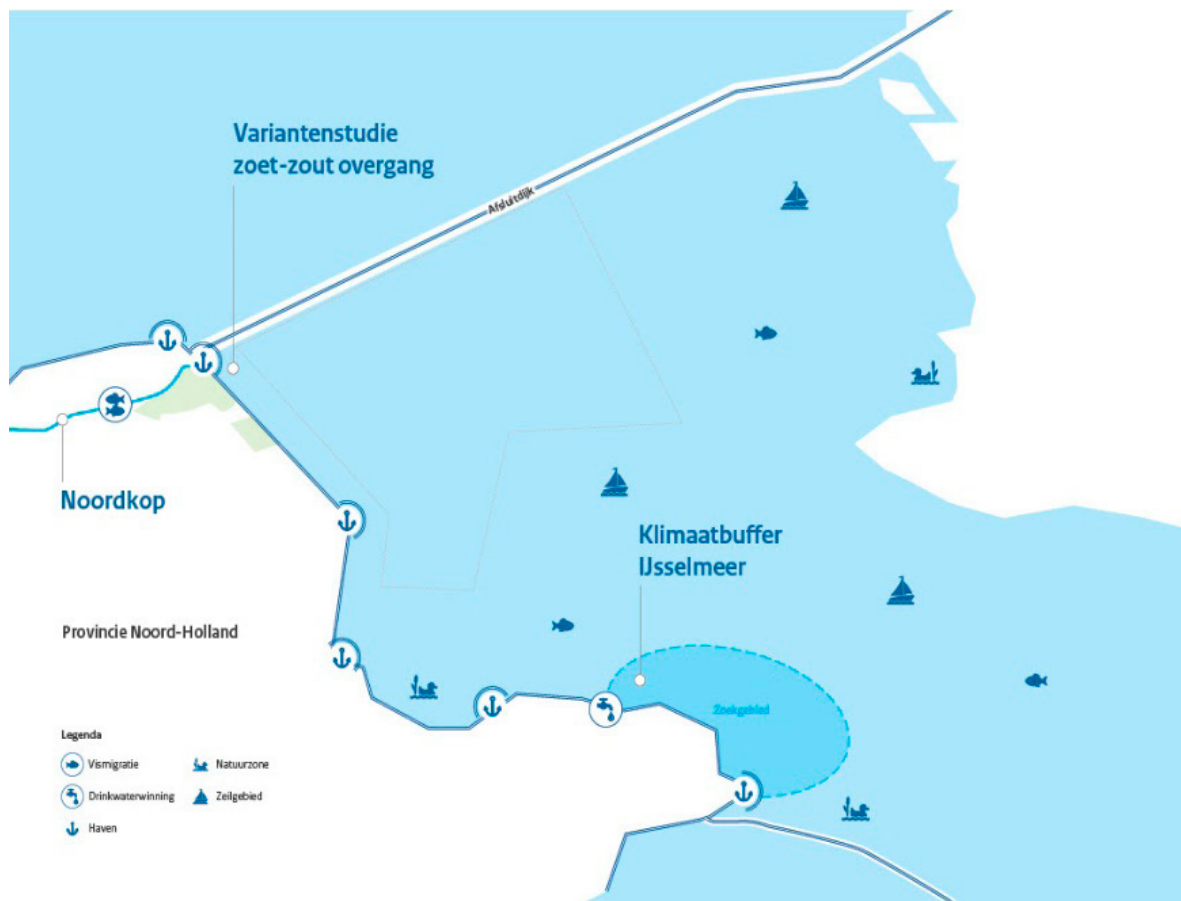 Variantenstudie
zoet-zout overgang
Afsluitdijk
Noordkop
Klimaatbuffer
IJsselmeer
Provincie Noord-Holland
Zoekgebied
Legenda
Vismigratie
Natuurzone
Drinkwaterwinning
Zeilgebied
Haven